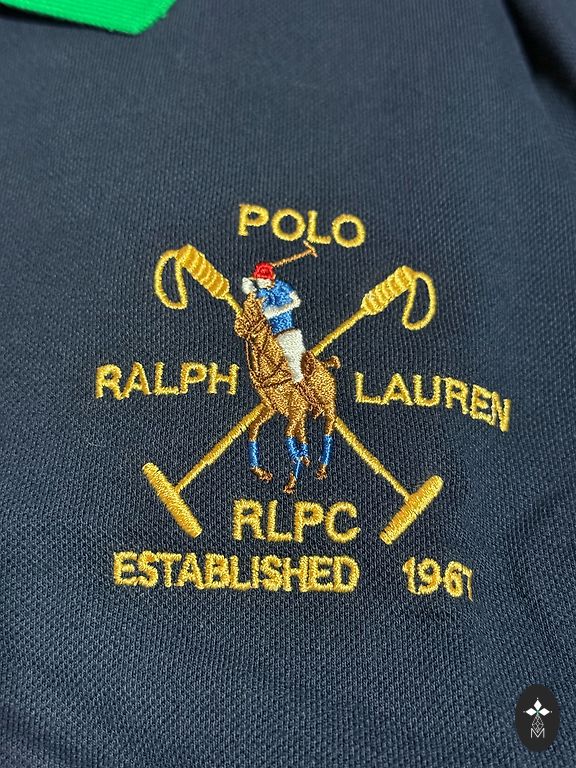 POLO
RALPH LAUREN
RLPC
ESTABLISHED 1967
M